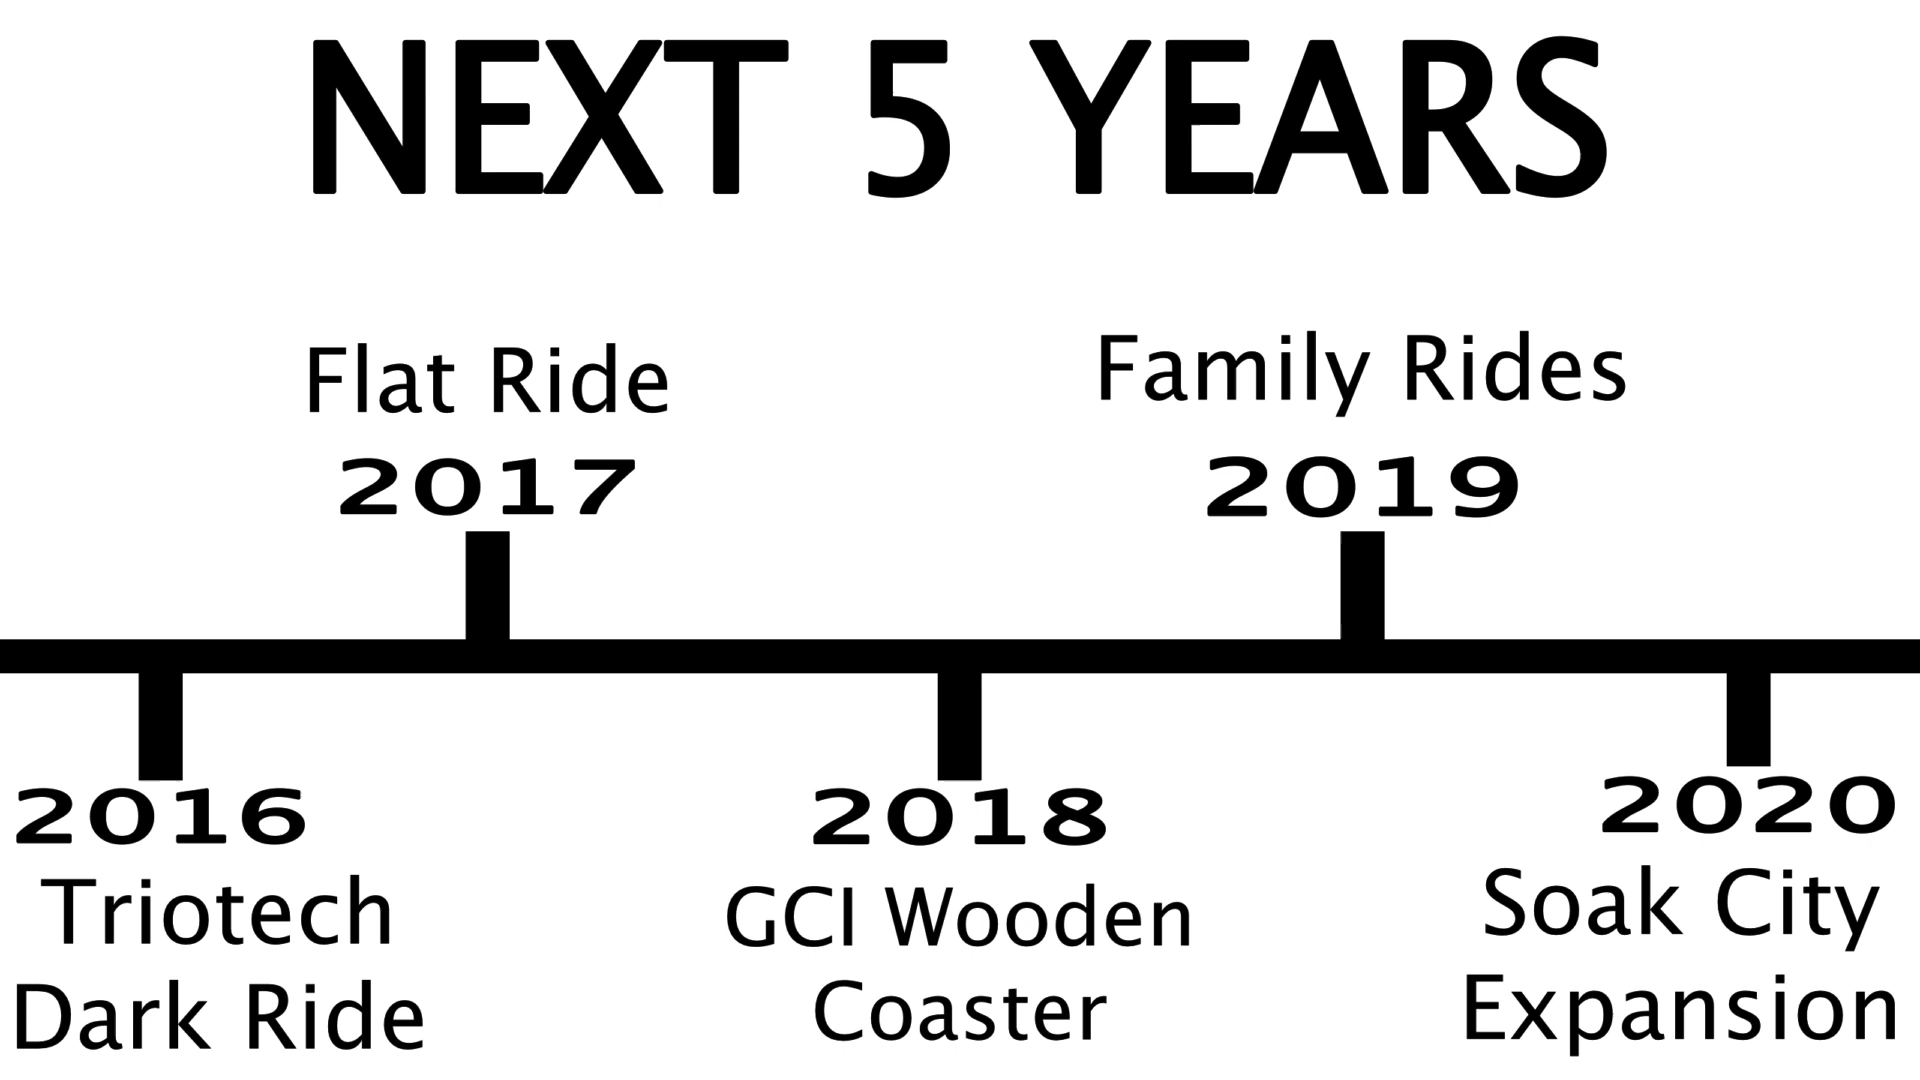 NEXT 5 YEARS
Flat Ride
2017
Family Rides
2019
2016
Triotech
Dark Ride
2018
GCI Wooden
Coaster
2020
Soak City
Expansion